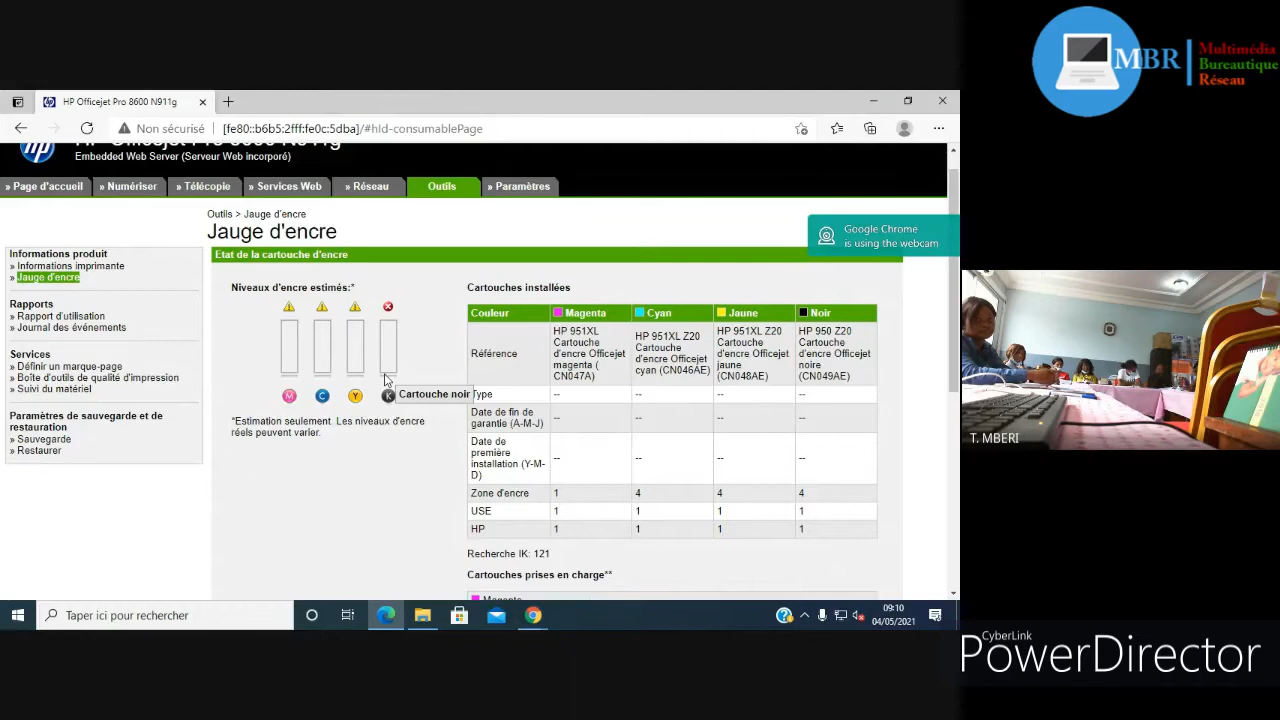 MBR
Multimédia
Bureautique
Réseau
HP Officejet Pro 8600 N911g
Non sécurisé
[fe80::b6b5:2fff:fe0c:5dba]/#hId-consumablePage
hp
HP Officejet Pro 8600 N911g
Embedded Web Server (Serveur Web incorporé)
» Page d'accueil
» Numériser
» Télécopie
» Services Web
» Réseau
Outils
» Paramètres
Outils > Jauge d'encre
Jauge d'encre
Google Chrome
is using the webcam
Informations produit
» Informations imprimante
» Jauge d'encre
Rapports
» Rapport d'utilisation
» Journal des événements
Services
» Définir un marque-page
» Boîte d'outils de qualité d'impression
» Suivi du matériel
Paramètres de sauvegarde et de
restauration
» Sauvegarde
» Restaurer
Etat de la cartouche d'encre
Niveaux d'encre estimés:*
M C Y K
Cartouche noir
*Estimation seulement. Les niveaux d'encre
réels peuvent varier.
Cartouches installées
Couleur Magenta Cyan Jaune Noir
Référence
HP 951XL
Cartouche
d'encre Officejet
magenta (
CN047A)
HP 951XL Z20
Cartouche
d'encre Officejet
cyan (CN046AE)
HP 951XL Z20
Cartouche
d'encre Officejet
jaune
(CN048AE)
HP 950 Z20
Cartouche
d'encre Officejet
noire
(CN049AE)
Type -- -- -- --
Date de fin de
garantie (A-M-J)
-- -- -- --
Date de
première
installation (Y-M-
D)
-- -- -- --
Zone d'encre 1 4 4 4
USE 1 1 1 1
HP 1 1 1 1
Recherche IK: 121
Cartouches prises en charge**
Magenta
T. MBERI
Taper ici pour rechercher
09:10
04/05/2021
CyberLink
PowerDirector